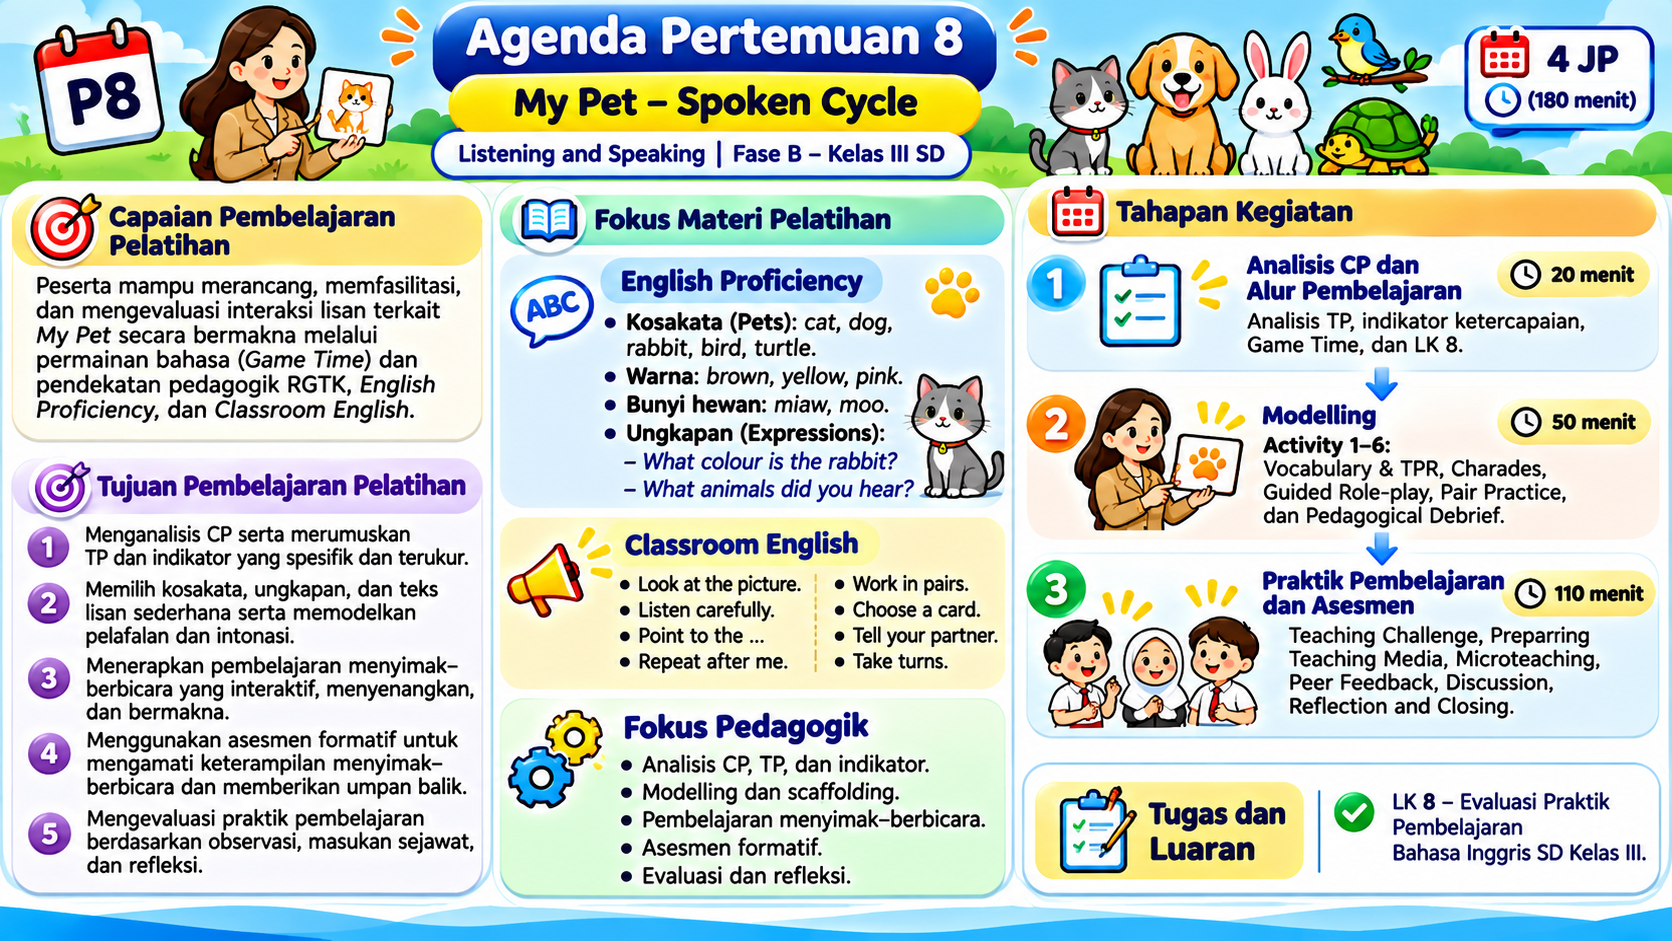 P8
Agenda Pertemuan 8
My Pet – Spoken Cycle
Listening and Speaking | Fase B – Kelas III SD
4 JP
(180 menit)
Capaian Pembelajaran
Pelatihan
Peserta mampu merancang, memfasilitasi,
dan mengevaluasi interaksi lisan terkait
My Pet secara bermakna melalui
permainan bahasa (Game Time) dan
pendekatan pedagogik RGTK, English
Proficiency, dan Classroom English.
Tujuan Pembelajaran Pelatihan
1
Menganalisis CP serta merumuskan
TP dan indikator yang spesifik dan terukur.
2
Memilih kosakata, ungkapan, dan teks
lisan sederhana serta memodelkan
pelafalan dan intonasi.
3
Menerapkan pembelajaran menyimak–
berbicara yang interaktif, menyenangkan,
dan bermakna.
4
Menggunakan asesmen formatif untuk
mengamati keterampilan menyimak–
berbicara dan memberikan umpan balik.
5
Mengevaluasi praktik pembelajaran
berdasarkan observasi, masukan sejawat,
dan refleksi.
Fokus Materi Pelatihan
ABC
English Proficiency
• Kosakata (Pets): cat, dog,
rabbit, bird, turtle.
• Warna: brown, yellow, pink.
• Bunyi hewan: miaw, moo.
• Ungkapan (Expressions):
– What colour is the rabbit?
– What animals did you hear?
Classroom English
• Look at the picture.
• Listen carefully.
• Point to the ...
• Repeat after me.
• Work in pairs.
• Choose a card.
• Tell your partner.
• Take turns.
Fokus Pedagogik
• Analisis CP, TP, dan indikator.
• Modelling dan scaffolding.
• Pembelajaran menyimak–berbicara.
• Asesmen formatif.
• Evaluasi dan refleksi.
Tahapan Kegiatan
1
Analisis CP dan
Alur Pembelajaran
20 menit
Analisis TP, indikator ketercapaian,
Game Time, dan LK 8.
2
Modelling
50 menit
Activity 1–6:
Vocabulary & TPR, Charades,
Guided Role-play, Pair Practice,
dan Pedagogical Debrief.
3
Praktik Pembelajaran
dan Asesmen
110 menit
Teaching Challenge, Preparring
Teaching Media, Microteaching,
Peer Feedback, Discussion,
Reflection and Closing.
Tugas dan
Luaran
LK 8 – Evaluasi Praktik
Pembelajaran
Bahasa Inggris SD Kelas III.